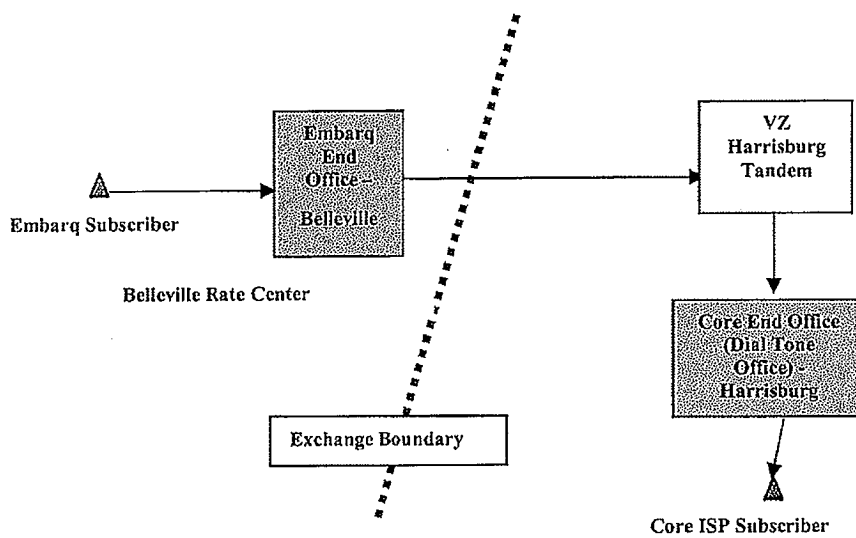 Embarq
End
Office –
Belleville
VZ
Harrisburg
Tandem
Embarq Subscriber
Belleville Rate Center
Core End Office
(Dial Tone
Office) -
Harrisburg
Exchange Boundary
Core ISP Subscriber